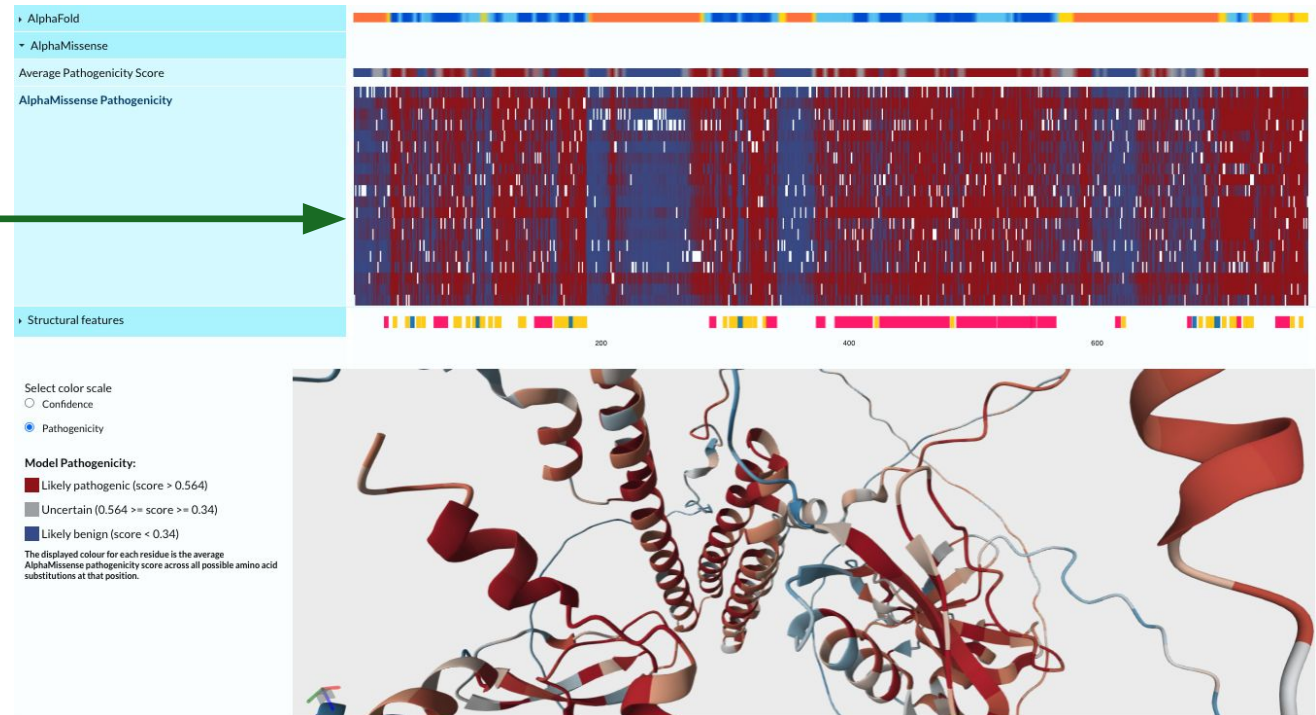 AlphaFold
AlphaMissense
Average Pathogenicity Score
AlphaMissense Pathogenicity
Structural features
200
400
600
Select color scale
Confidence
Pathogenicity
Model Pathogenicity:
Likely pathogenic (score > 0.564)
Uncertain (0.564 >= score >= 0.34)
Likely benign (score < 0.34)
The displayed colour for each residue is the average
AlphaMissense pathogenicity score across all possible amino acid
substitutions at that position.